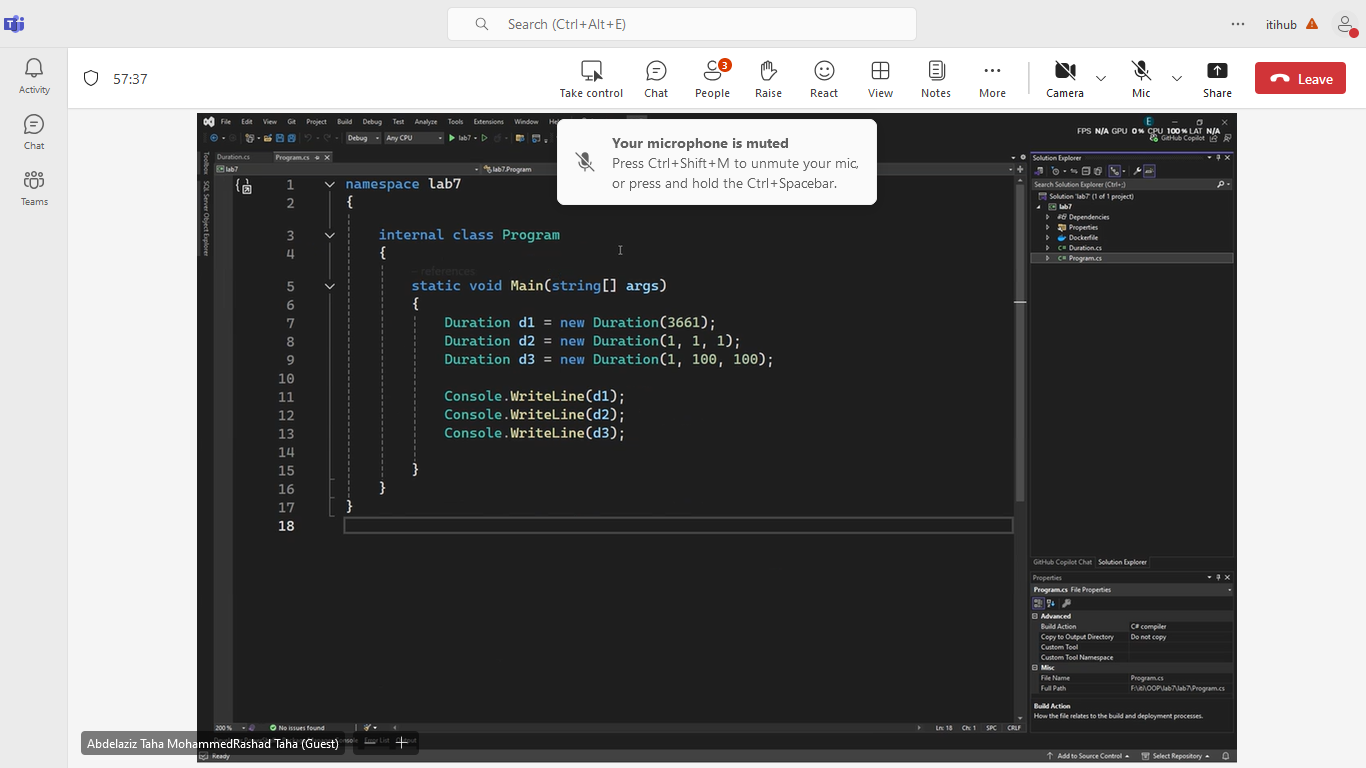 Search (Ctrl+Alt+E)
itihub
Activity
Chat
Teams
57:37
Take control
Chat
3
People
Raise
React
View
Notes
More
Camera
Mic
Share
Leave
Your microphone is muted
Press Ctrl+Shift+M to unmute your mic,
or press and hold the Ctrl+Spacebar.
File Edit View Git Project Build Debug Test Analyze Tools Extensions Window
Debug Any CPU lab7
FPS N/A GPU 0% CPU 100% LAT N/A
GitHub Copilot
Duration.cs Program.cs
lab7 lab7.Program
Toolbox
SQL Server Object Explorer
1 namespace lab7
2 {
3 internal class Program
4 {
– references
5 static void Main(string[] args)
6 {
7 Duration d1 = new Duration(3661);
8 Duration d2 = new Duration(1, 1, 1);
9 Duration d3 = new Duration(1, 100, 100);
10
11 Console.WriteLine(d1);
12 Console.WriteLine(d2);
13 Console.WriteLine(d3);
14
15 }
16 }
17 }
18
Solution Explorer
Search Solution Explorer (Ctrl+;)
Solution 'lab7' (1 of 1 project)
lab7
Dependencies
Properties
Dockerfile
Duration.cs
Program.cs
GitHub Copilot Chat Solution Explorer
Properties
Program.cs File Properties
Advanced
Build Action C# compiler
Copy to Output Directory Do not copy
Custom Tool
Custom Tool Namespace
Misc
File Name Program.cs
Full Path F:\iti\OOP\lab7\lab7\Program.cs
Build Action
How the file relates to the build and deployment processes.
200 % No issues found Ln: 18 Ch: 1 SPC CRLF
Abdelaziz Taha MohammedRashad Taha (Guest)
Error List Output
Ready Add to Source Control Select Repository